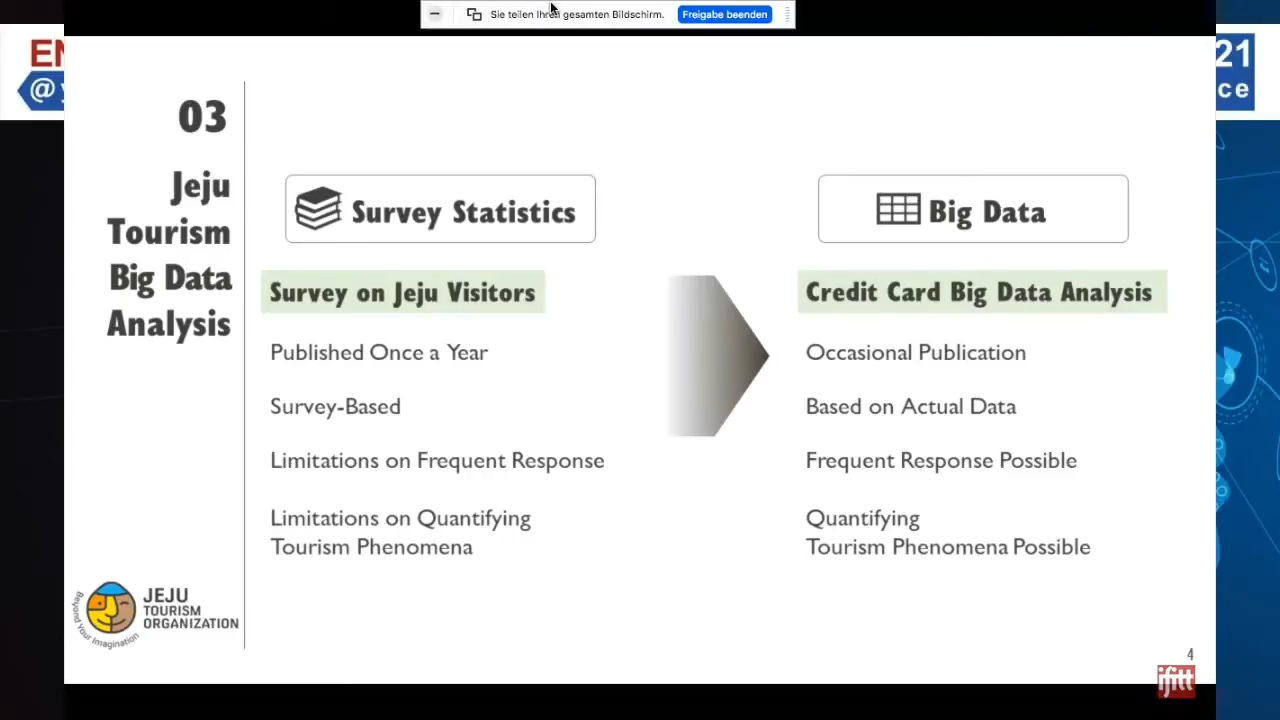 Sie teilen Ihren gesamten Bildschirm.
Freigabe beenden
EN
21
@
ce
03
Jeju
Tourism
Big Data
Analysis
Survey Statistics
Big Data
Survey on Jeju Visitors
Credit Card Big Data Analysis
Published Once a Year
Occasional Publication
Survey-Based
Based on Actual Data
Limitations on Frequent Response
Frequent Response Possible
Limitations on Quantifying
Tourism Phenomena
Quantifying
Tourism Phenomena Possible
Beyond Your Imagination
JEJU
TOURISM
ORGANIZATION
4
ifitt